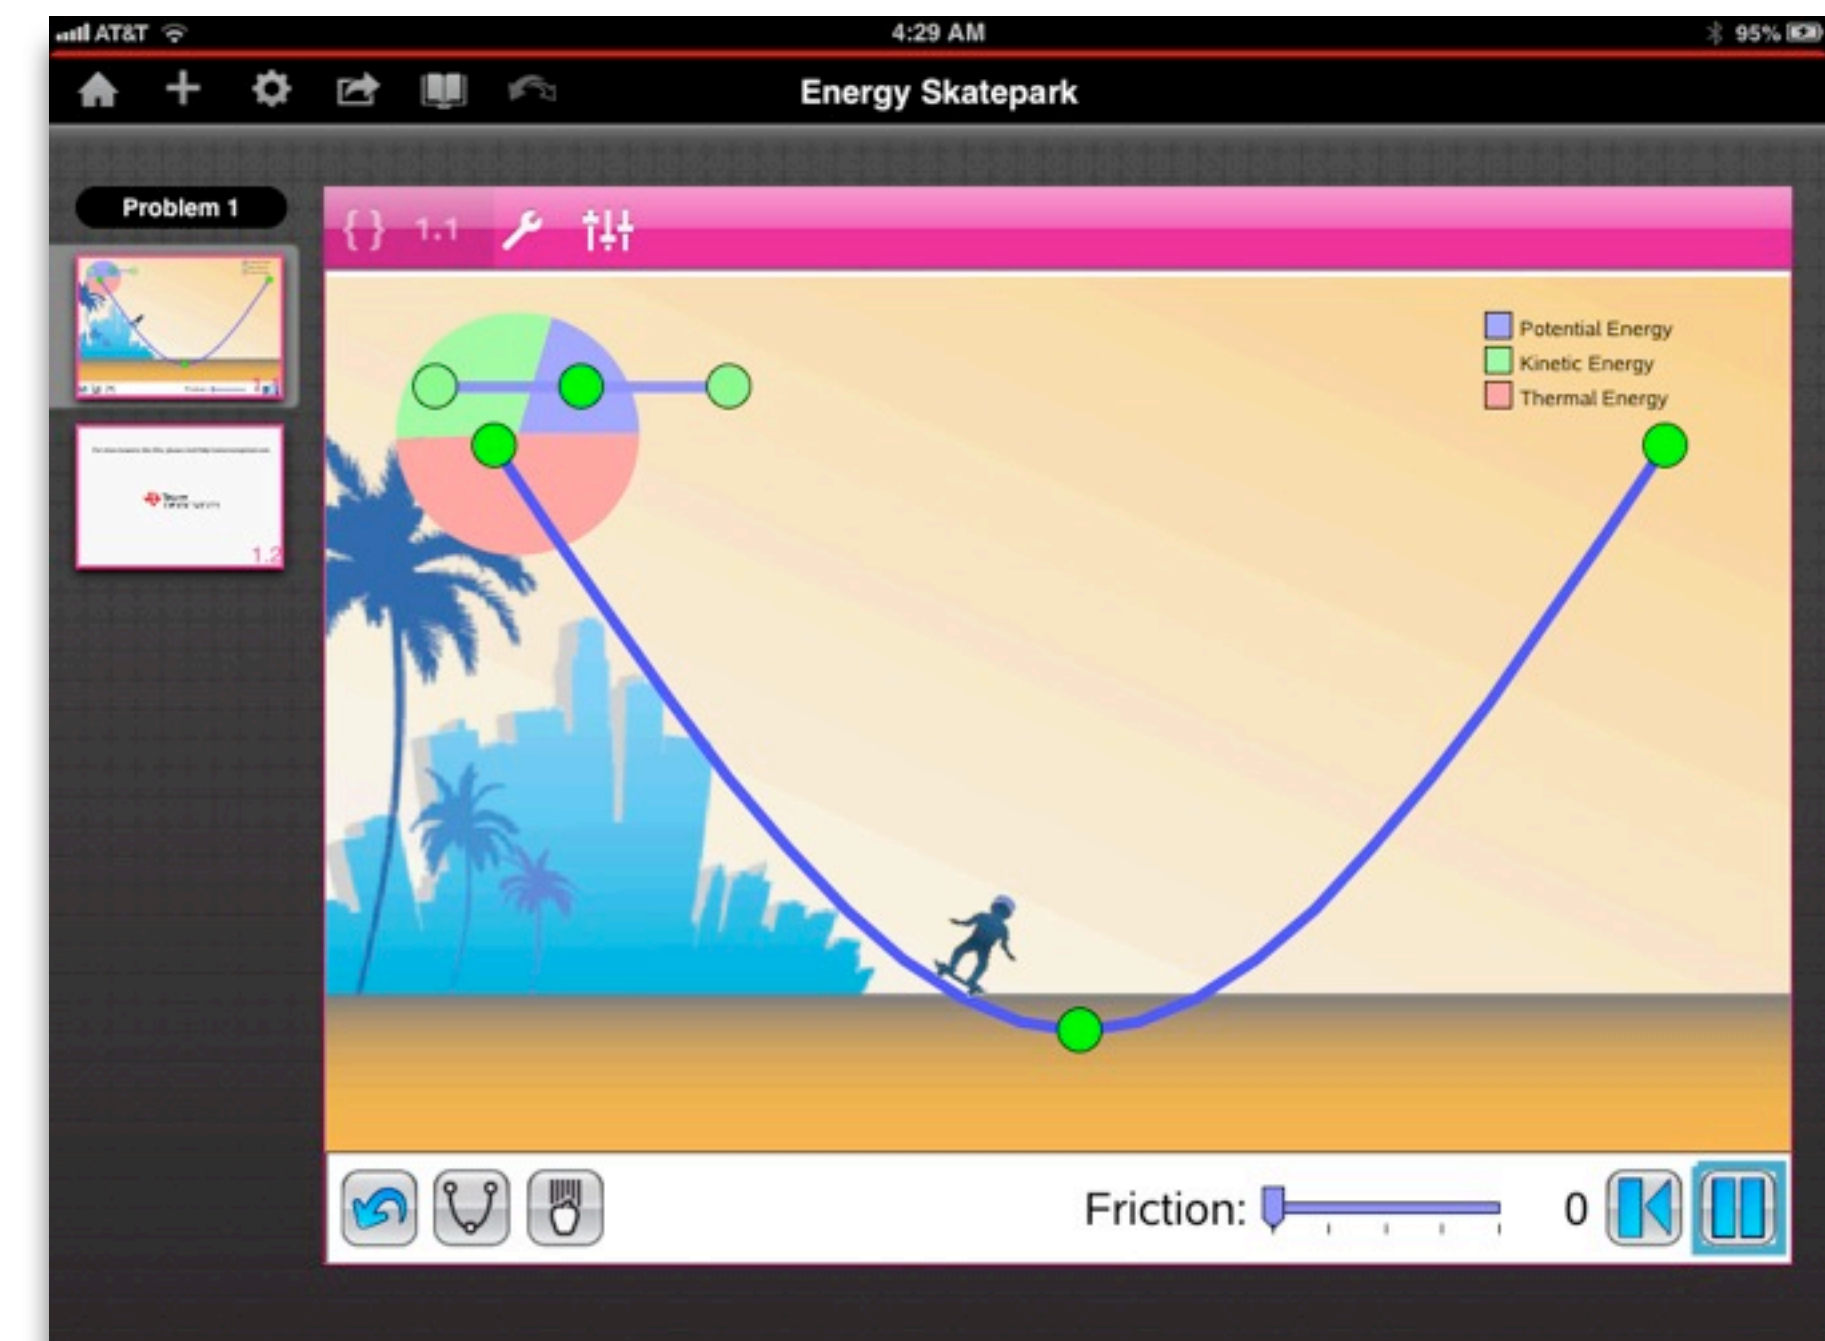 AT&T 4:29 AM 95%
Energy Skatepark
Problem 1
{} 1.1
Potential Energy
Kinetic Energy
Thermal Energy
1.2
Friction: 0